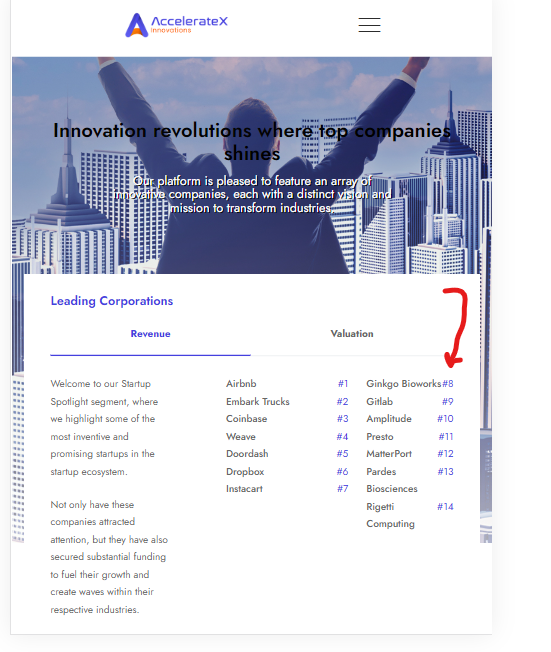 AccelerateX
Innovations
Innovation revolutions where top companies
shines
Our platform is pleased to feature an array of
innovative companies, each with a distinct vision and
mission to transform industries.
Leading Corporations
Revenue
Valuation
Welcome to our Startup
Spotlight segment, where
we highlight some of the
most inventive and
promising startups in the
startup ecosystem.
Not only have these
companies attracted
attention, but they have also
secured substantial funding
to fuel their growth and
create waves within their
respective industries.
Airbnb #1
Embark Trucks #2
Coinbase #3
Weave #4
Doordash #5
Dropbox #6
Instacart #7
Ginkgo Bioworks#8
Gitlab #9
Amplitude #10
Presto #11
MatterPort #12
Pardes #13
Biosciences
Rigetti #14
Computing